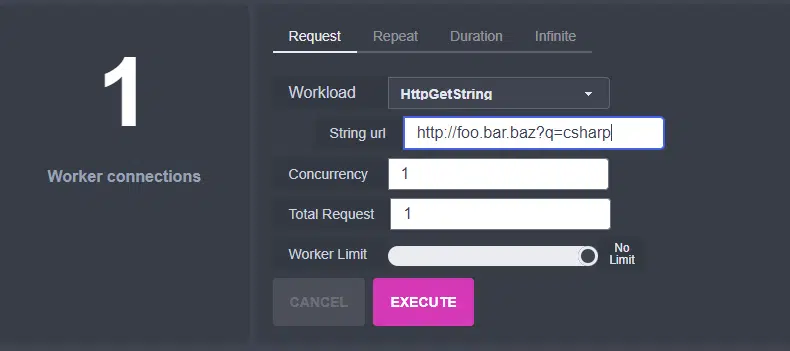 1
Worker connections
Request Repeat Duration Infinite
Workload HttpGetString
String url http://foo.bar.baz?q=csharp
Concurrency 1
Total Request 1
Worker Limit No
Limit
CANCEL EXECUTE